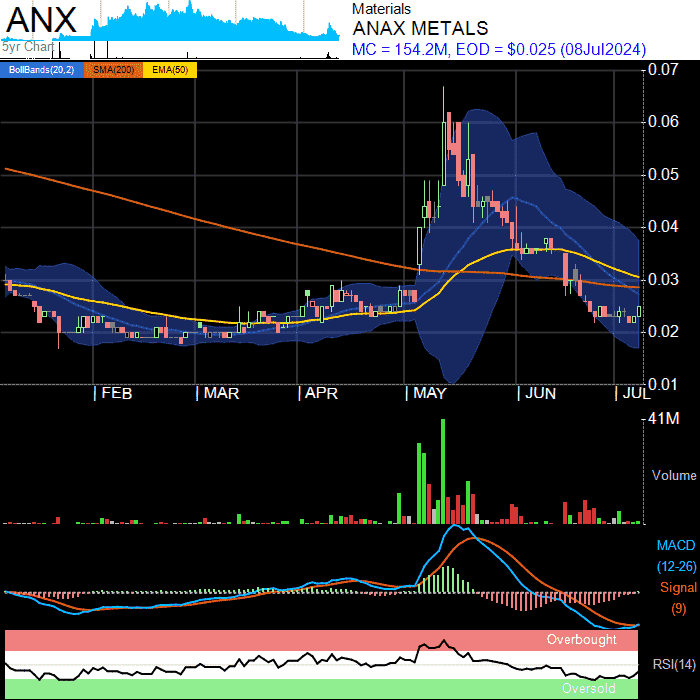 ANX
5yr Chart
Materials
ANAX METALS
MC = 154.2M, EOD = $0.025 (08Jul2024)
BollBands(20,2) SMA(200) EMA(50)
0.07
0.06
0.05
0.04
0.03
0.02
0.01
| FEB | MAR | APR | MAY | JUN | JUL
41M
Volume
MACD
(12-26)
Signal
(9)
Overbought
RSI(14)
Oversold